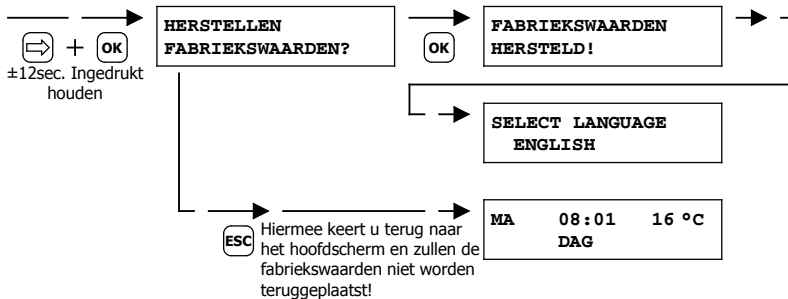 HERSTELLEN
FABRIEKSWAARDEN?
FABRIEKSWAARDEN
HERSTELD!
+ OK
OK
±12sec. Ingedrukt
houden
SELECT LANGUAGE
ENGLISH
MA 08:01 16 °C
DAG
ESC
Hiermee keert u terug naar
het hoofdscherm en zullen de
fabriekswaarden niet worden
teruggeplaatst!